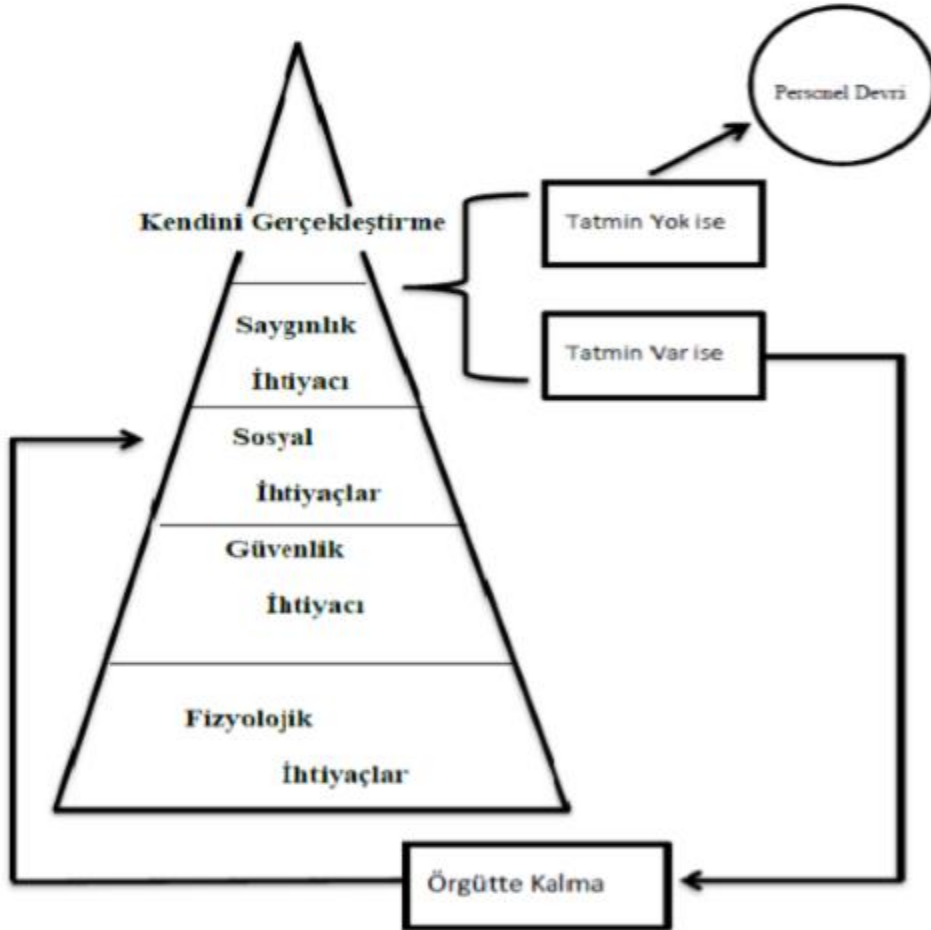 Personel Devri
Kendini Gerçekleştirme
Tatmin Yok ise
Saygınlık
İhtiyacı
Tatmin Var ise
Sosyal
İhtiyaçlar
Güvenlik
İhtiyacı
Fizyolojik
İhtiyaçlar
Örgütte Kalma